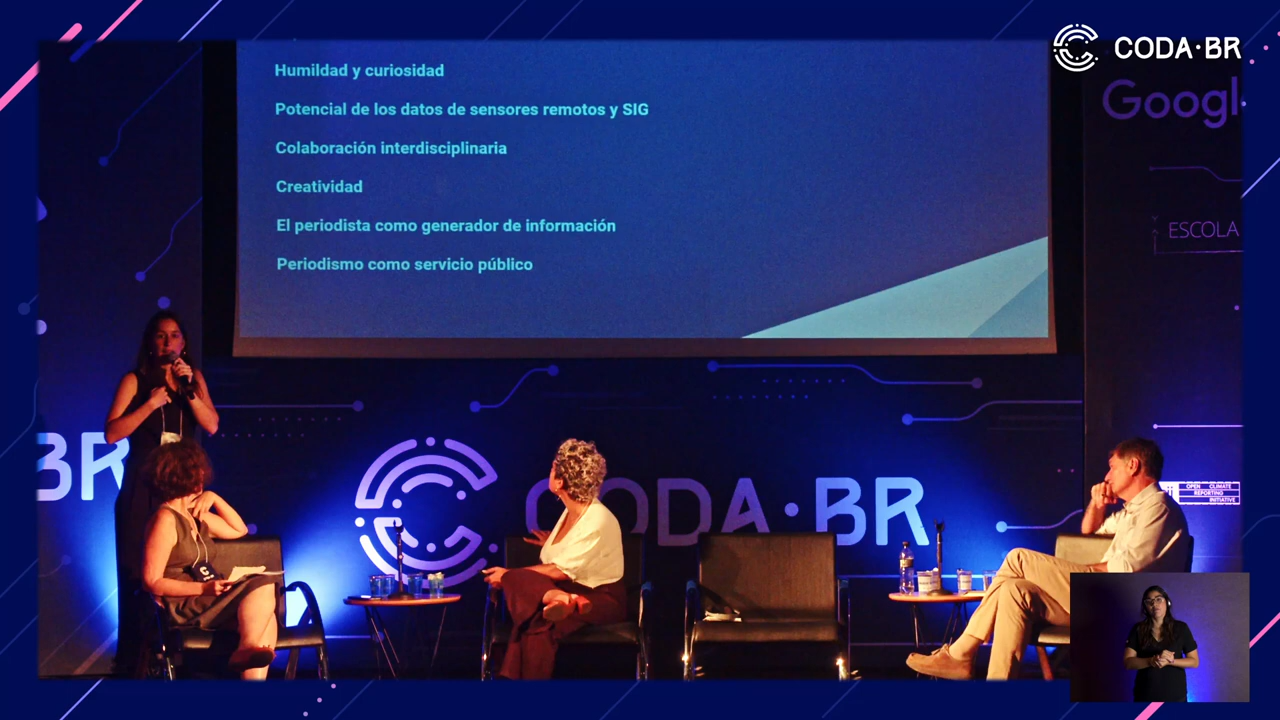 CODA·BR
Google
Humildad y curiosidad
Potencial de los datos de sensores remotos y SIG
Colaboración interdisciplinaria
Creatividad
El periodista como generador de información
Periodismo como servicio público
ESCOLA
BR
CODA·BR
OPEN CLIMATE
REPORTING
INITIATIVE